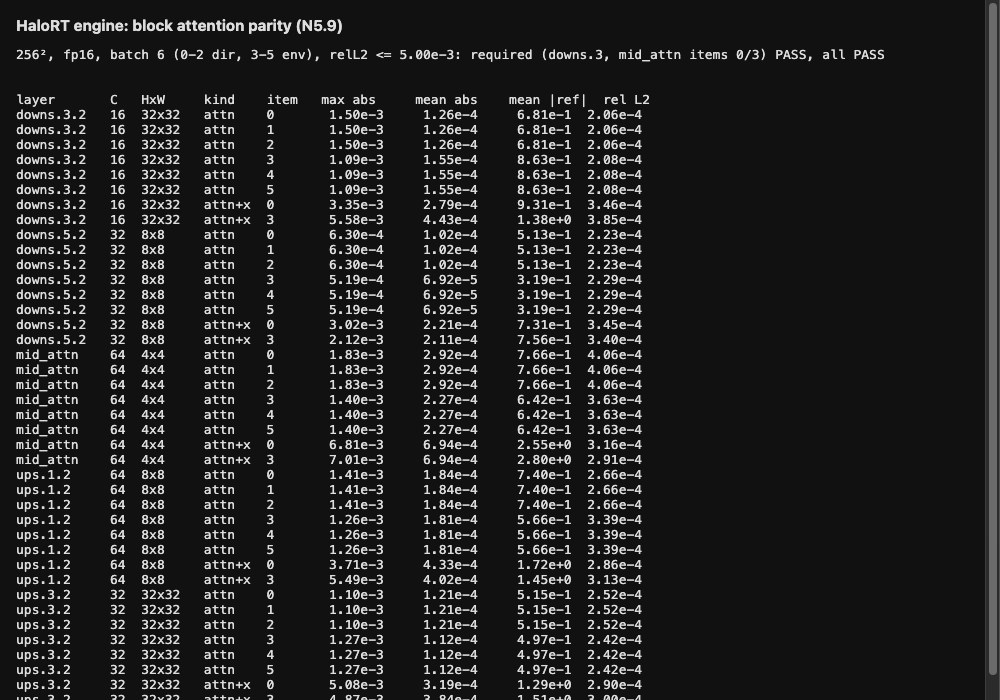 HaloRT engine: block attention parity (N5.9)
256², fp16, batch 6 (0-2 dir, 3-5 env), relL2 <= 5.00e-3: required (downs.3, mid_attn items 0/3) PASS, all PASS
layer C HxW kind item max abs mean abs mean |ref| rel L2
downs.3.2 16 32x32 attn 0 1.50e-3 1.26e-4 6.81e-1 2.06e-4
downs.3.2 16 32x32 attn 1 1.50e-3 1.26e-4 6.81e-1 2.06e-4
downs.3.2 16 32x32 attn 2 1.50e-3 1.26e-4 6.81e-1 2.06e-4
downs.3.2 16 32x32 attn 3 1.09e-3 1.55e-4 8.63e-1 2.08e-4
downs.3.2 16 32x32 attn 4 1.09e-3 1.55e-4 8.63e-1 2.08e-4
downs.3.2 16 32x32 attn 5 1.09e-3 1.55e-4 8.63e-1 2.08e-4
downs.3.2 16 32x32 attn+x 0 3.35e-3 2.79e-4 9.31e-1 3.46e-4
downs.3.2 16 32x32 attn+x 3 5.58e-3 4.43e-4 1.38e+0 3.85e-4
downs.5.2 32 8x8 attn 0 6.30e-4 1.02e-4 5.13e-1 2.23e-4
downs.5.2 32 8x8 attn 1 6.30e-4 1.02e-4 5.13e-1 2.23e-4
downs.5.2 32 8x8 attn 2 6.30e-4 1.02e-4 5.13e-1 2.23e-4
downs.5.2 32 8x8 attn 3 5.19e-4 6.92e-5 3.19e-1 2.29e-4
downs.5.2 32 8x8 attn 4 5.19e-4 6.92e-5 3.19e-1 2.29e-4
downs.5.2 32 8x8 attn 5 5.19e-4 6.92e-5 3.19e-1 2.29e-4
downs.5.2 32 8x8 attn+x 0 3.02e-3 2.21e-4 7.31e-1 3.45e-4
downs.5.2 32 8x8 attn+x 3 2.12e-3 2.11e-4 7.56e-1 3.40e-4
mid_attn 64 4x4 attn 0 1.83e-3 2.92e-4 7.66e-1 4.06e-4
mid_attn 64 4x4 attn 1 1.83e-3 2.92e-4 7.66e-1 4.06e-4
mid_attn 64 4x4 attn 2 1.83e-3 2.92e-4 7.66e-1 4.06e-4
mid_attn 64 4x4 attn 3 1.40e-3 2.27e-4 6.42e-1 3.63e-4
mid_attn 64 4x4 attn 4 1.40e-3 2.27e-4 6.42e-1 3.63e-4
mid_attn 64 4x4 attn 5 1.40e-3 2.27e-4 6.42e-1 3.63e-4
mid_attn 64 4x4 attn+x 0 6.81e-3 6.94e-4 2.55e+0 3.16e-4
mid_attn 64 4x4 attn+x 3 7.01e-3 6.94e-4 2.80e+0 2.91e-4
ups.1.2 64 8x8 attn 0 1.41e-3 1.84e-4 7.40e-1 2.66e-4
ups.1.2 64 8x8 attn 1 1.41e-3 1.84e-4 7.40e-1 2.66e-4
ups.1.2 64 8x8 attn 2 1.41e-3 1.84e-4 7.40e-1 2.66e-4
ups.1.2 64 8x8 attn 3 1.26e-3 1.81e-4 5.66e-1 3.39e-4
ups.1.2 64 8x8 attn 4 1.26e-3 1.81e-4 5.66e-1 3.39e-4
ups.1.2 64 8x8 attn 5 1.26e-3 1.81e-4 5.66e-1 3.39e-4
ups.1.2 64 8x8 attn+x 0 3.71e-3 4.33e-4 1.72e+0 2.86e-4
ups.1.2 64 8x8 attn+x 3 5.49e-3 4.02e-4 1.45e+0 3.13e-4
ups.3.2 32 32x32 attn 0 1.10e-3 1.21e-4 5.15e-1 2.52e-4
ups.3.2 32 32x32 attn 1 1.10e-3 1.21e-4 5.15e-1 2.52e-4
ups.3.2 32 32x32 attn 2 1.10e-3 1.21e-4 5.15e-1 2.52e-4
ups.3.2 32 32x32 attn 3 1.27e-3 1.12e-4 4.97e-1 2.42e-4
ups.3.2 32 32x32 attn 4 1.27e-3 1.12e-4 4.97e-1 2.42e-4
ups.3.2 32 32x32 attn 5 1.27e-3 1.12e-4 4.97e-1 2.42e-4
ups.3.2 32 32x32 attn+x 0 5.08e-3 3.19e-4 1.29e+0 2.90e-4
ups.3.2 32 32x32 attn+x 3